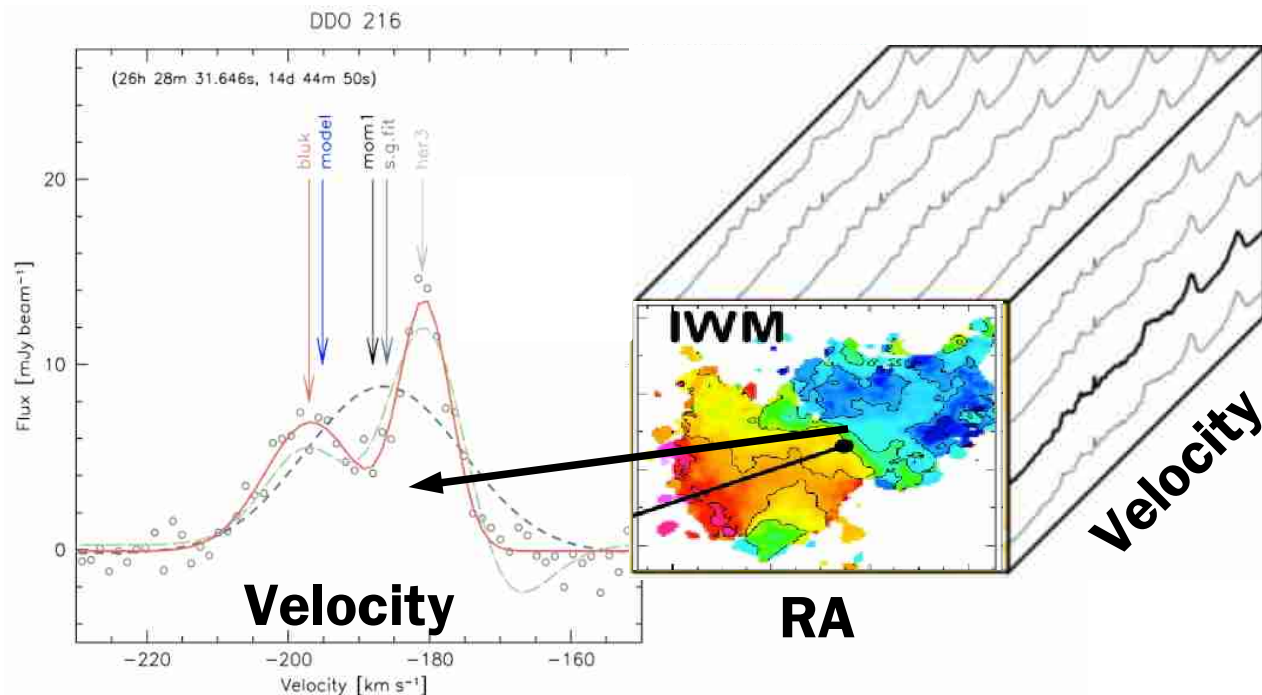 DDO 216
(26h 28m 31.646s, 14d 44m 50s)
bluk
model
mom1
s.g.fit
her3
20
10
0
Flux [mJy beam⁻¹]
-220
-200
-180
-160
Velocity [km s⁻¹]
Velocity
IWM
RA
Velocity